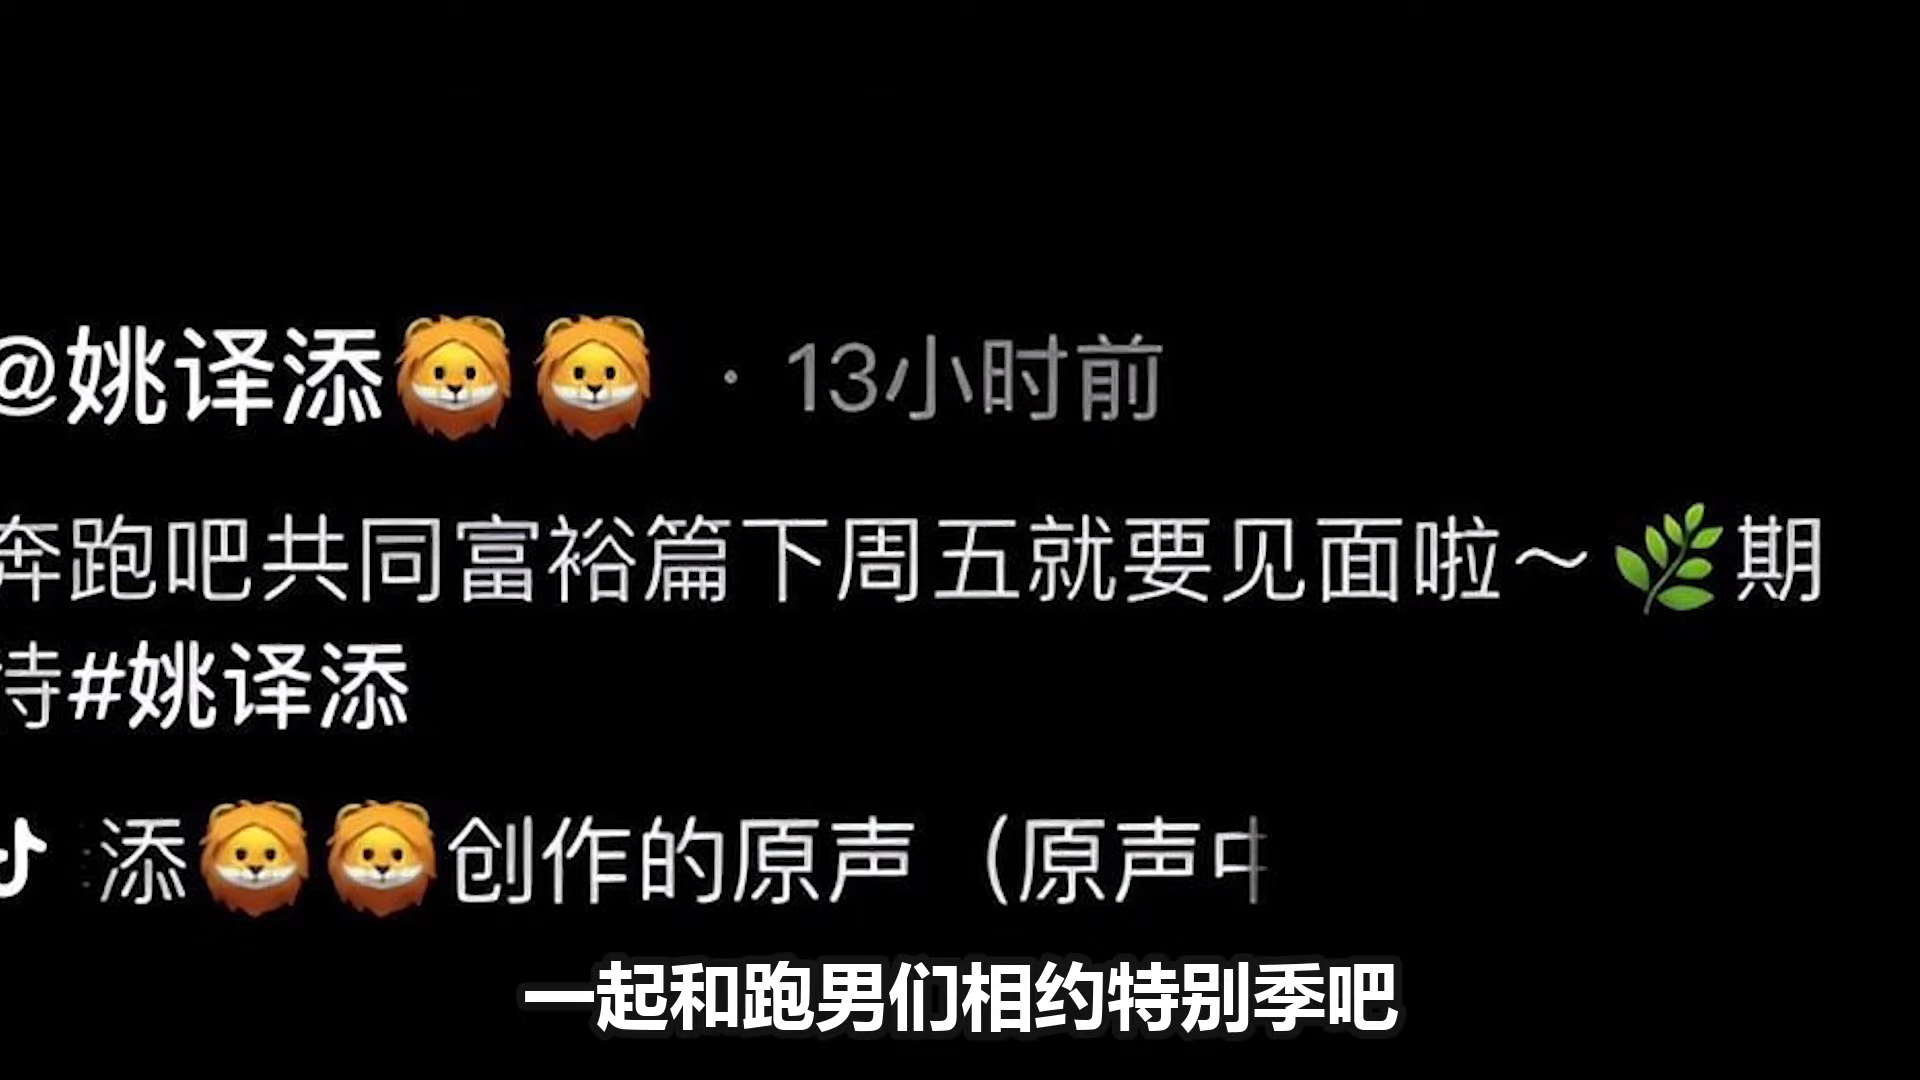 @姚译添🦁🦁 · 13小时前
奔跑吧共同富裕篇下周五就要见面啦～🌿期
待#姚译添
添🦁🦁创作的原声（原声中
一起和跑男们相约特别季吧